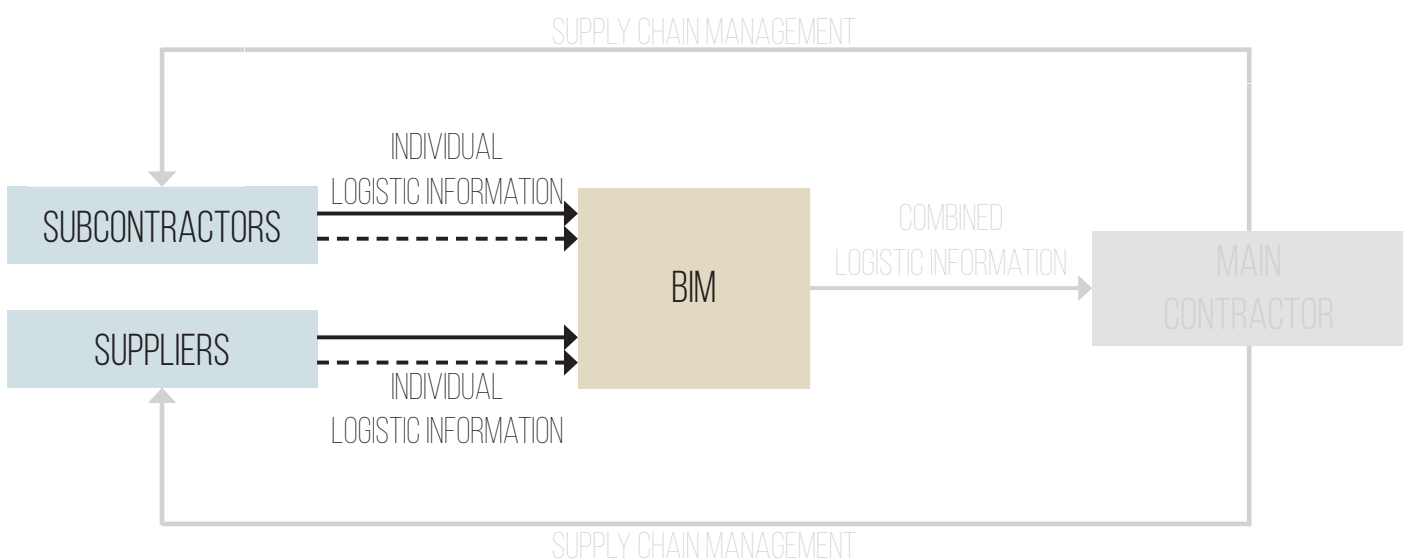 SUPPLY CHAIN MANAGEMENT
INDIVIDUAL
LOGISTIC INFORMATION
SUBCONTRACTORS
COMBINED
LOGISTIC INFORMATION
BIM
MAIN
CONTRACTOR
SUPPLIERS
INDIVIDUAL
LOGISTIC INFORMATION
SUPPLY CHAIN MANAGEMENT